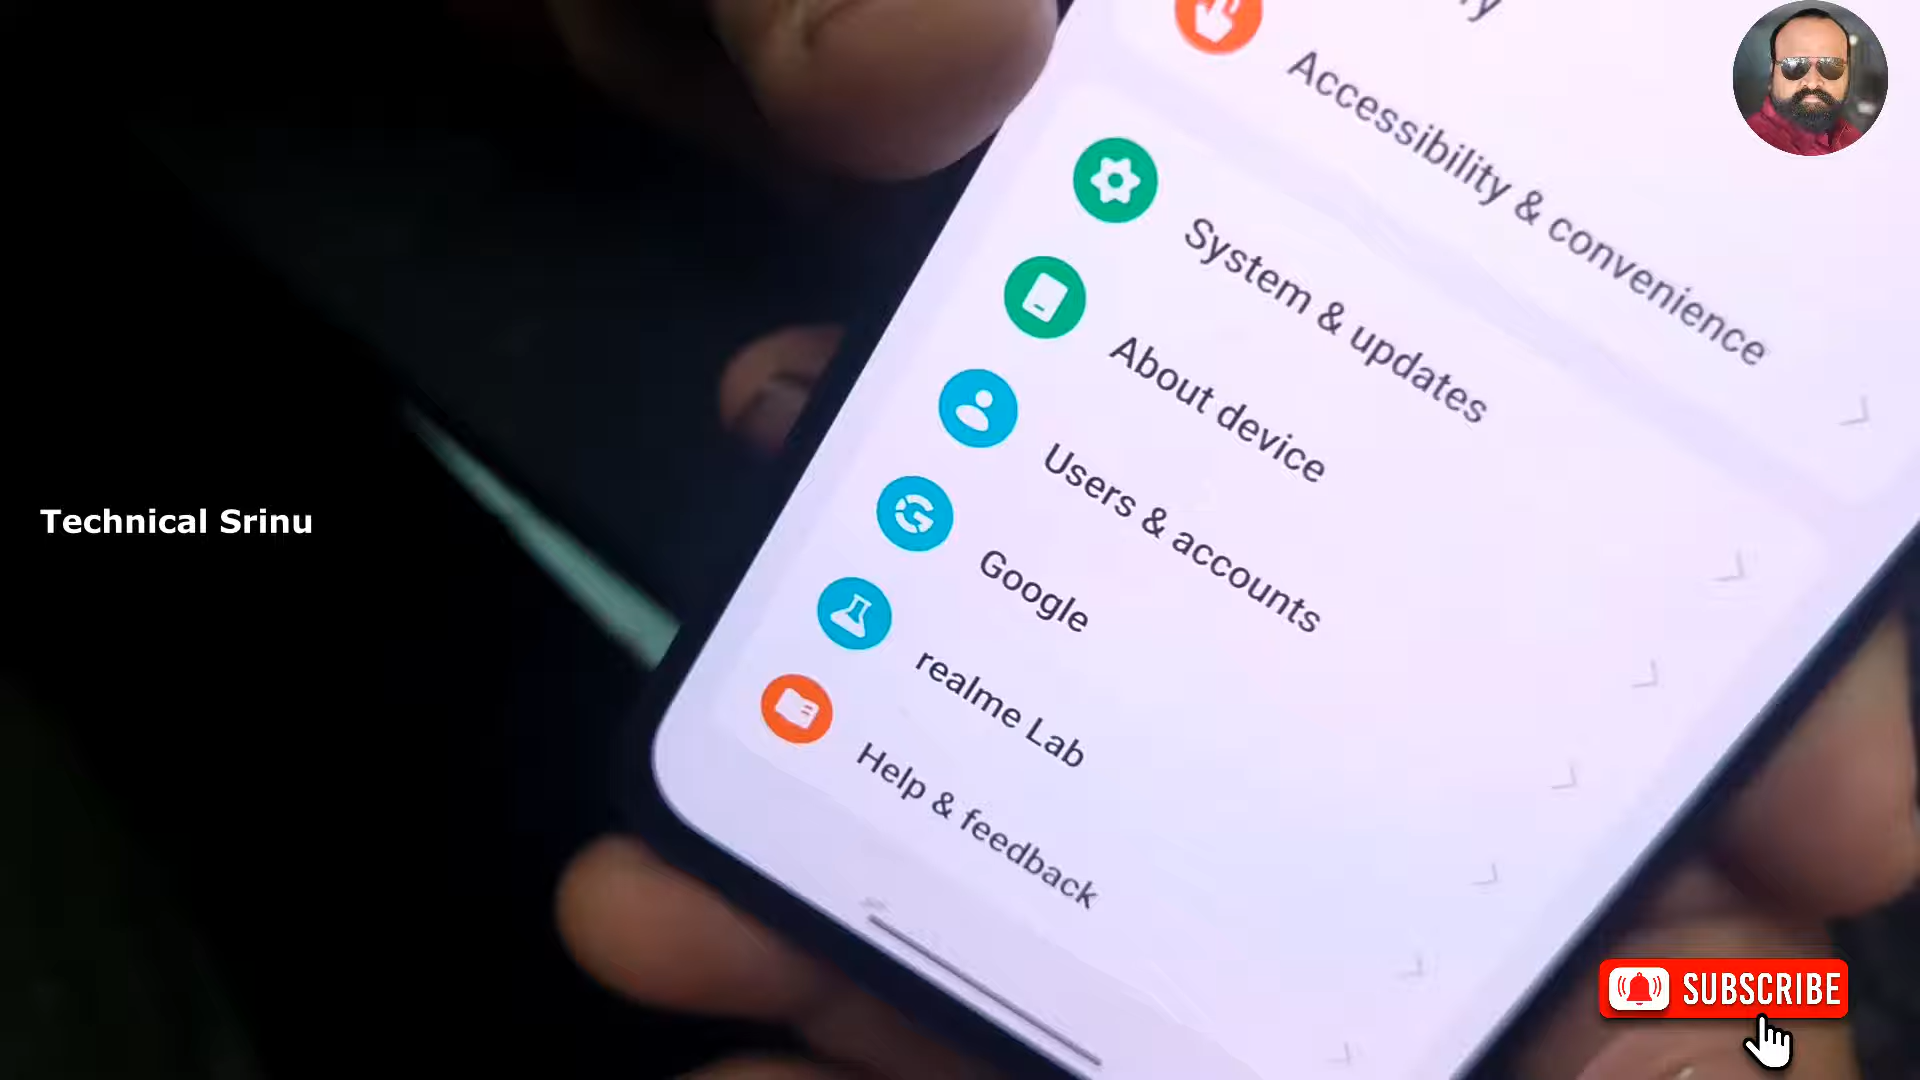 Accessibility & convenience
System & updates
About device
Users & accounts
Google
realme Lab
Help & feedback
Technical Srinu
SUBSCRIBE